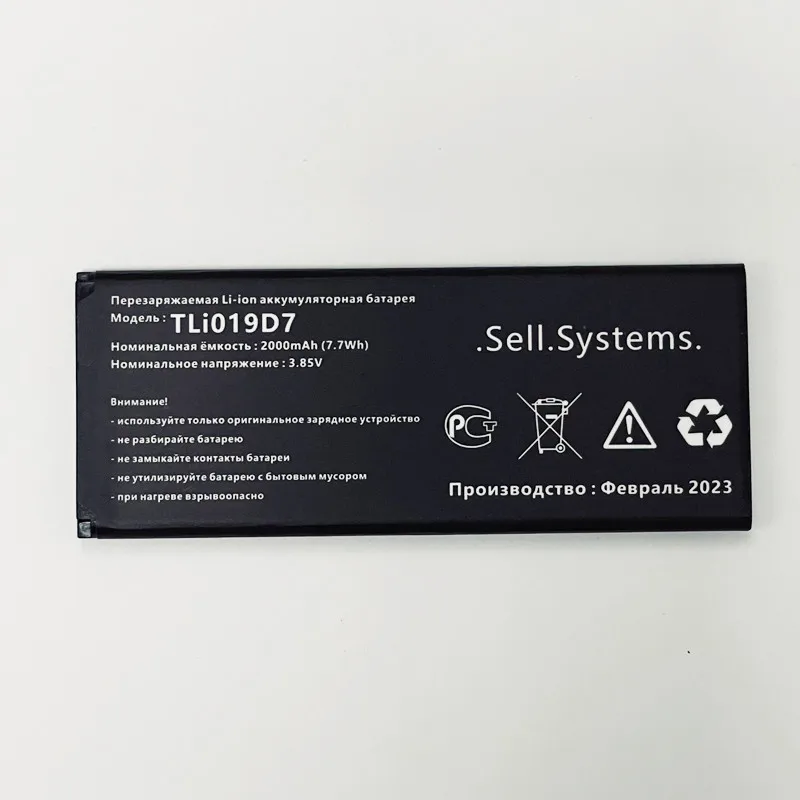 Перезаряжаемая Li-ion аккумуляторная батарея
Модель : TLi019D7
Номинальная ёмкость : 2000mAh (7.7Wh)
Номинальное напряжение : 3.85V
.Sell.Systems.
Внимание!
- используйте только оригинальное зарядное устройство
- не разбирайте батарею
- не замыкайте контакты батареи
- не утилизируйте батарею с бытовым мусором
- при нагреве взрывоопасно
РСТ
Производство : Февраль 2023